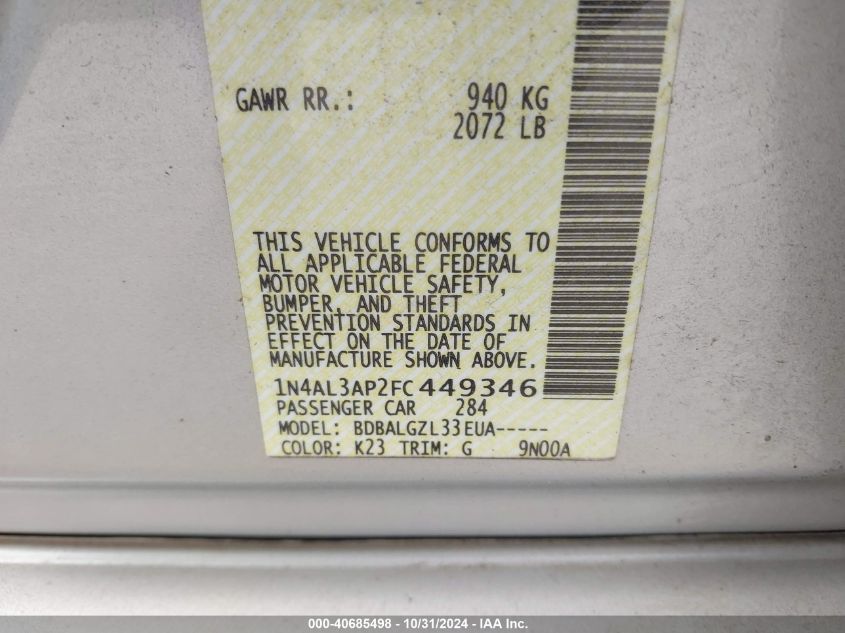 GAWR RR.: 940 KG
2072 LB
THIS VEHICLE CONFORMS TO
ALL APPLICABLE FEDERAL
MOTOR VEHICLE SAFETY,
BUMPER, AND THEFT
PREVENTION STANDARDS IN
EFFECT ON THE DATE OF
MANUFACTURE SHOWN ABOVE.
1N4AL3AP2FC449346
PASSENGER CAR 284
MODEL: BDBALGZL33EUA-----
COLOR: K23 TRIM: G 9N00A
000-40685498 - 10/31/2024 - IAA Inc.